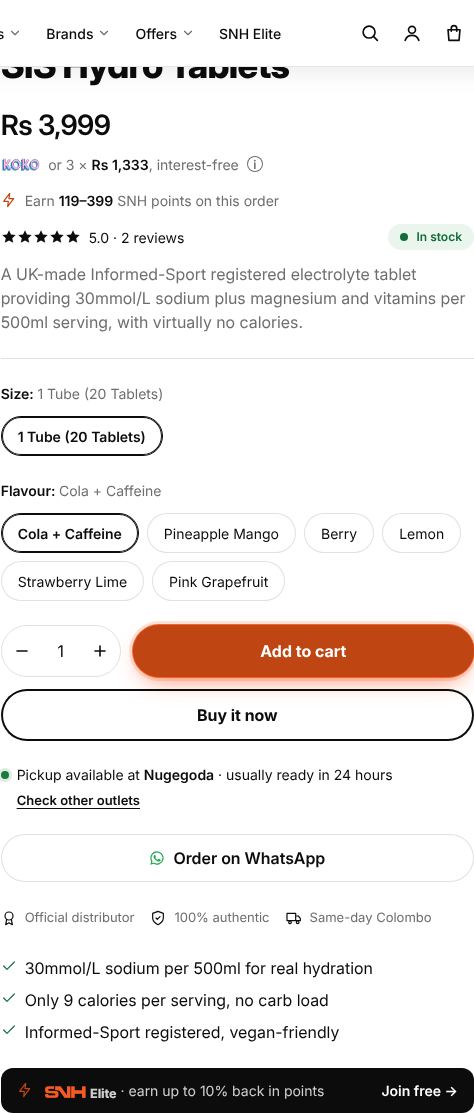 s Brands Offers SNH Elite
SiS Hydro Tablets
Rs 3,999
KOKO or 3 × Rs 1,333, interest-free
Earn 119–399 SNH points on this order
★★★★★ 5.0 · 2 reviews
In stock
A UK-made Informed-Sport registered electrolyte tablet
providing 30mmol/L sodium plus magnesium and vitamins per
500ml serving, with virtually no calories.
Size: 1 Tube (20 Tablets)
1 Tube (20 Tablets)
Flavour: Cola + Caffeine
Cola + Caffeine Pineapple Mango Berry Lemon
Strawberry Lime Pink Grapefruit
− 1 + Add to cart
Buy it now
Pickup available at Nugegoda · usually ready in 24 hours
Check other outlets
Order on WhatsApp
Official distributor 100% authentic Same-day Colombo
30mmol/L sodium per 500ml for real hydration
Only 9 calories per serving, no carb load
Informed-Sport registered, vegan-friendly
SNH Elite · earn up to 10% back in points Join free →